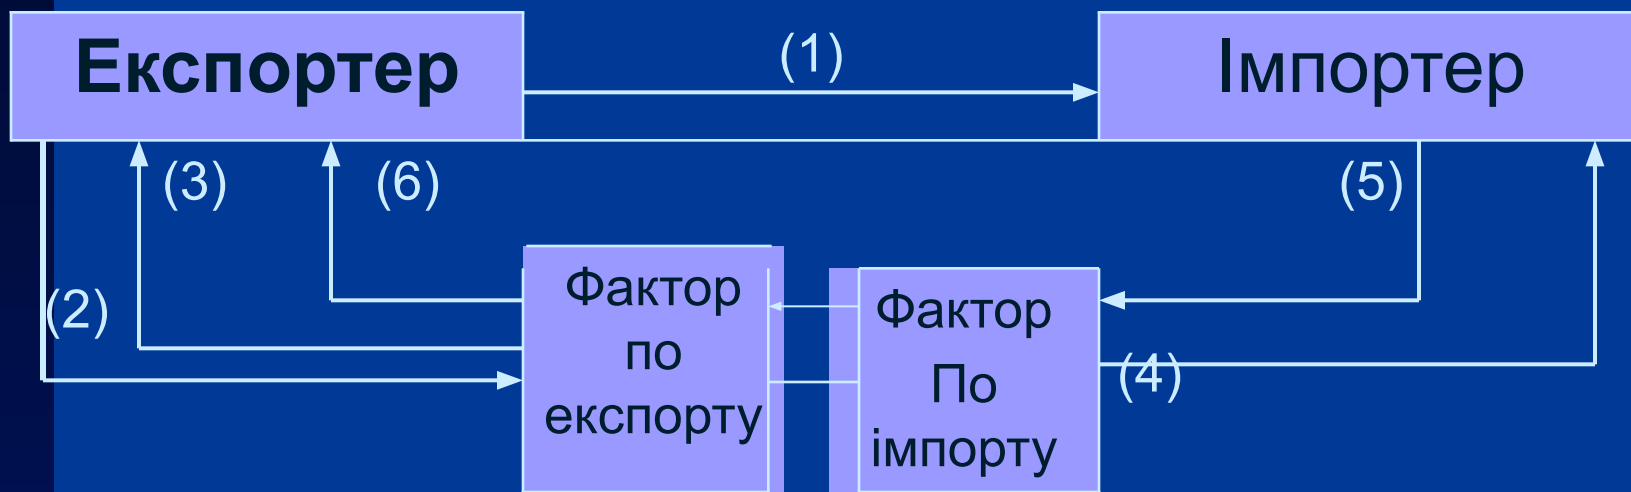 Експортер
(1)
Імпортер
(3)
(6)
(5)
(2)
Фактор
по
експорту
Фактор
По
імпорту
(4)